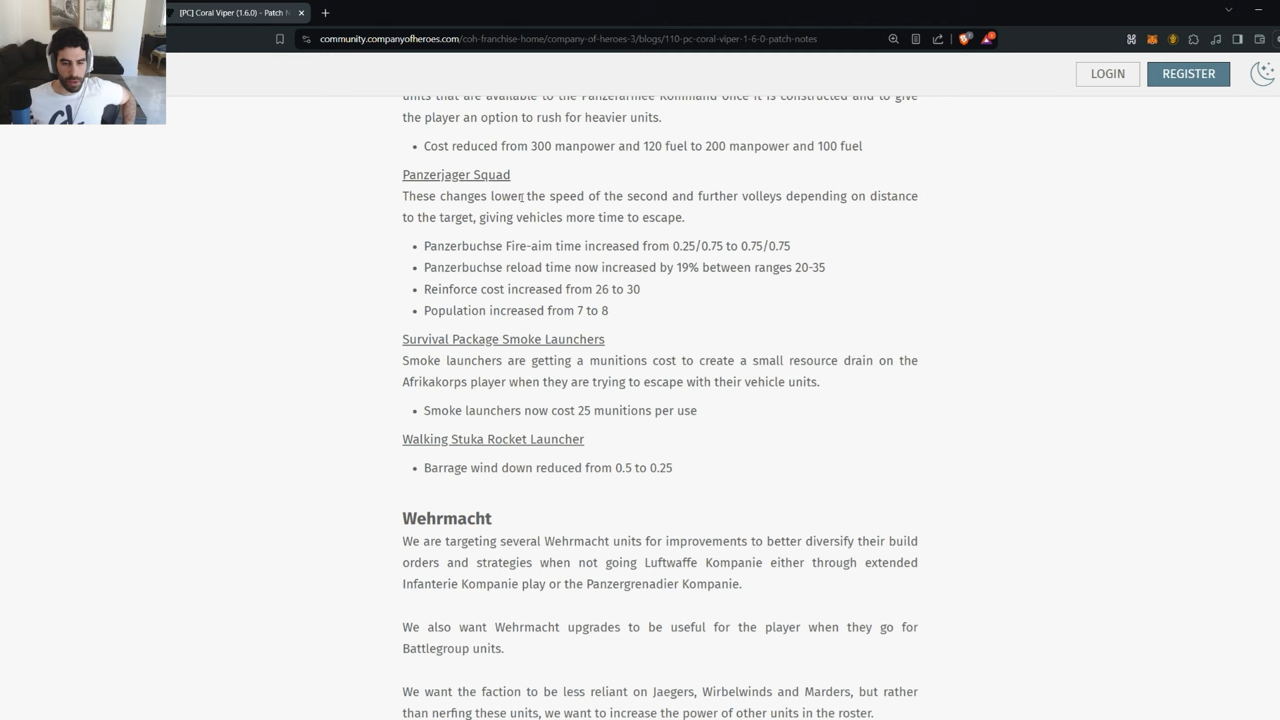 [PC] Coral Viper (1.6.0) - Patch N
community.companyofheroes.com/coh-franchise-home/company-of-heroes-3/blogs/110-pc-coral-viper-1-6-0-patch-notes
LOGIN
REGISTER
units that are available to the Panzerarmee Kommand once it is constructed and to give
the player an option to rush for heavier units.
• Cost reduced from 300 manpower and 120 fuel to 200 manpower and 100 fuel
Panzerjager Squad
These changes lower the speed of the second and further volleys depending on distance
to the target, giving vehicles more time to escape.
• Panzerbuchse Fire-aim time increased from 0.25/0.75 to 0.75/0.75
• Panzerbuchse reload time now increased by 19% between ranges 20-35
• Reinforce cost increased from 26 to 30
• Population increased from 7 to 8
Survival Package Smoke Launchers
Smoke launchers are getting a munitions cost to create a small resource drain on the
Afrikakorps player when they are trying to escape with their vehicle units.
• Smoke launchers now cost 25 munitions per use
Walking Stuka Rocket Launcher
• Barrage wind down reduced from 0.5 to 0.25
Wehrmacht
We are targeting several Wehrmacht units for improvements to better diversify their build
orders and strategies when not going Luftwaffe Kompanie either through extended
Infanterie Kompanie play or the Panzergrenadier Kompanie.
We also want Wehrmacht upgrades to be useful for the player when they go for
Battlegroup units.
We want the faction to be less reliant on Jaegers, Wirbelwinds and Marders, but rather
than nerfing these units, we want to increase the power of other units in the roster.